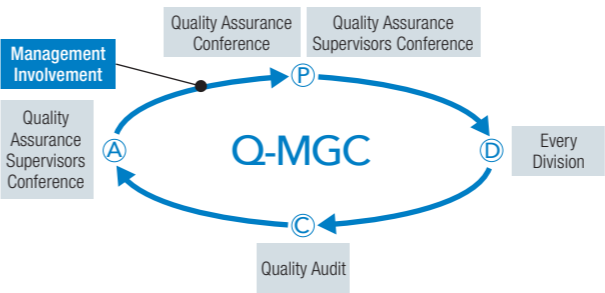 Quality Assurance
Conference
Quality Assurance
Supervisors Conference
Management
Involvement
P
Quality
Assurance
Supervisors
Conference
A
Q-MGC
D
Every
Division
C
Quality Audit